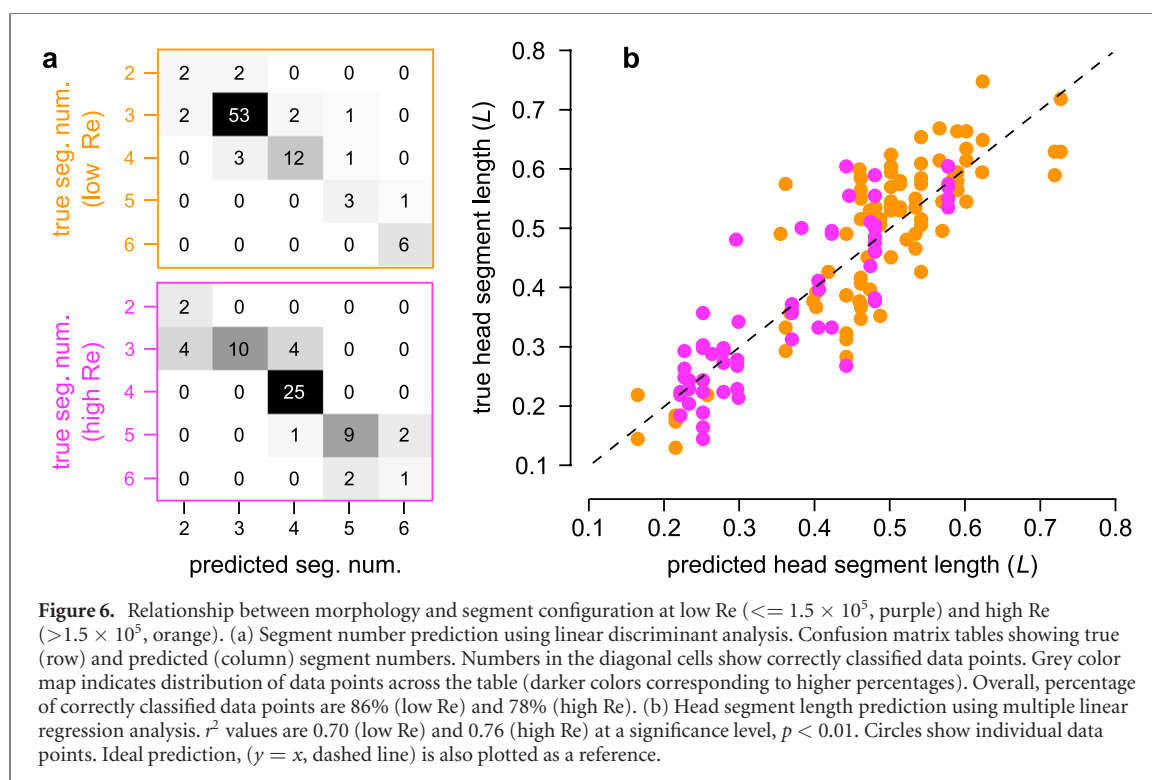 a
true seg. num.
(low Re)
2 2 2 0 0 0
3 2 53 2 1 0
4 0 3 12 1 0
5 0 0 0 3 1
6 0 0 0 0 6
true seg. num.
(high Re)
2 2 0 0 0 0
3 4 10 4 0 0
4 0 0 25 0 0
5 0 0 1 9 2
6 0 0 0 2 1
2 3 4 5 6
predicted seg. num.
b
true head segment length (L)
0.8
0.7
0.6
0.5
0.4
0.3
0.2
0.1
0.1 0.2 0.3 0.4 0.5 0.6 0.7 0.8
predicted head segment length (L)
Figure 6. Relationship between morphology and segment configuration at low Re (<= 1.5 × 10⁵, purple) and high Re
(>1.5 × 10⁵, orange). (a) Segment number prediction using linear discriminant analysis. Confusion matrix tables showing true
(row) and predicted (column) segment numbers. Numbers in the diagonal cells show correctly classified data points. Grey color
map indicates distribution of data points across the table (darker colors corresponding to higher percentages). Overall, percentage
of correctly classified data points are 86% (low Re) and 78% (high Re). (b) Head segment length prediction using multiple linear
regression analysis. r² values are 0.70 (low Re) and 0.76 (high Re) at a significance level, p < 0.01. Circles show individual data
points. Ideal prediction, (y = x, dashed line) is also plotted as a reference.